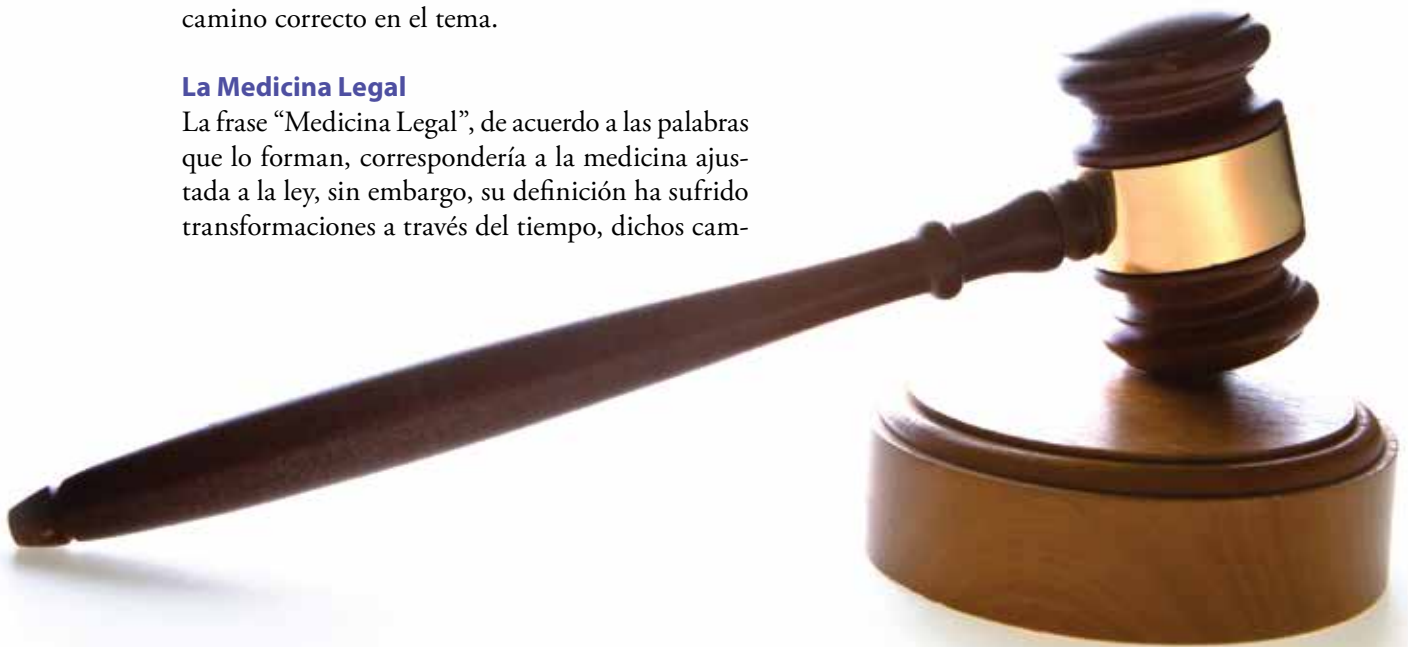 camino correcto en el tema.
La Medicina Legal
La frase “Medicina Legal”, de acuerdo a las palabras
que lo forman, correspondería a la medicina ajus-
tada a la ley, sin embargo, su definición ha sufrido
transformaciones a través del tiempo, dichos cam-